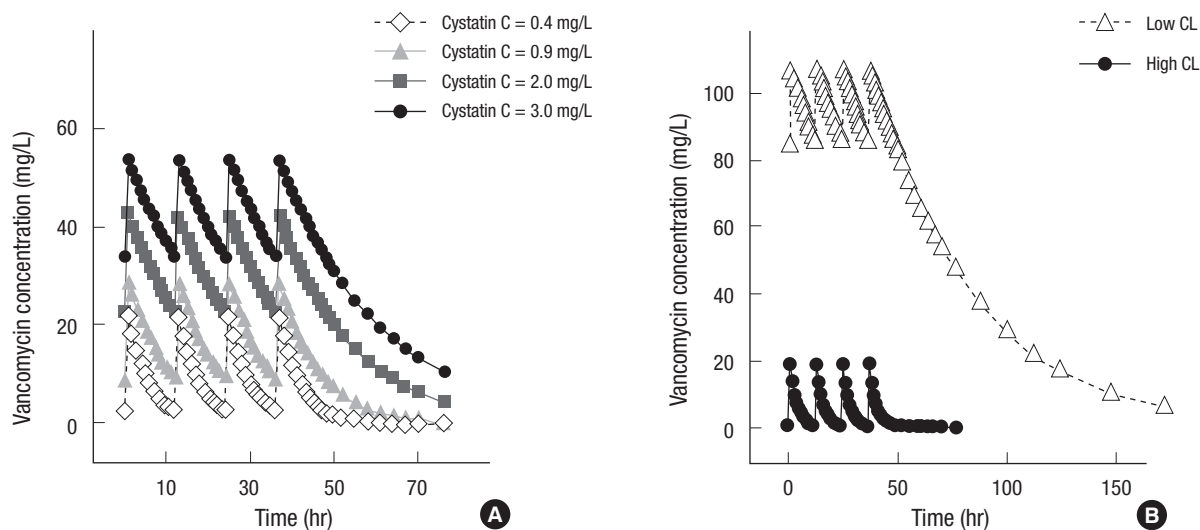 Cystatin C = 0.4 mg/L
Cystatin C = 0.9 mg/L
Cystatin C = 2.0 mg/L
Cystatin C = 3.0 mg/L
Vancomycin concentration (mg/L)
60
40
20
0
10 30 50 70
Time (hr)
A
Low CL
High CL
Vancomycin concentration (mg/L)
100
80
60
40
20
0
0 50 100 150
Time (hr)
B